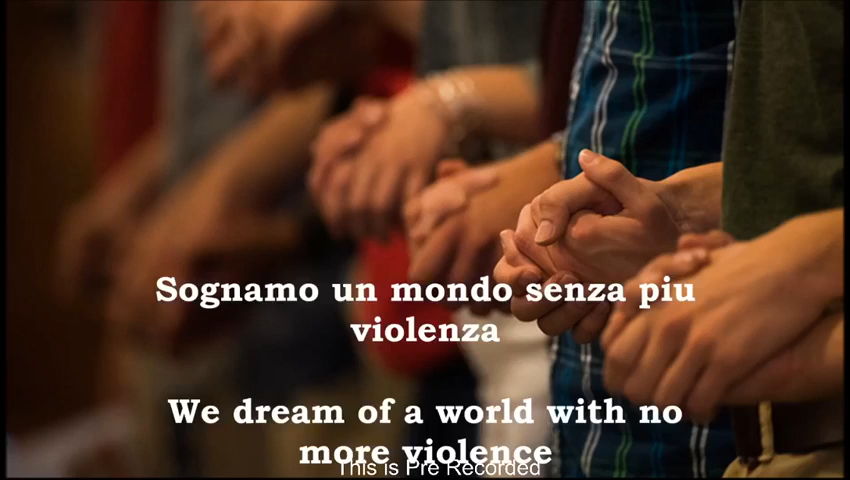 Sognamo un mondo senza piu
violenza
We dream of a world with no
more violence
This is Pre Recorded